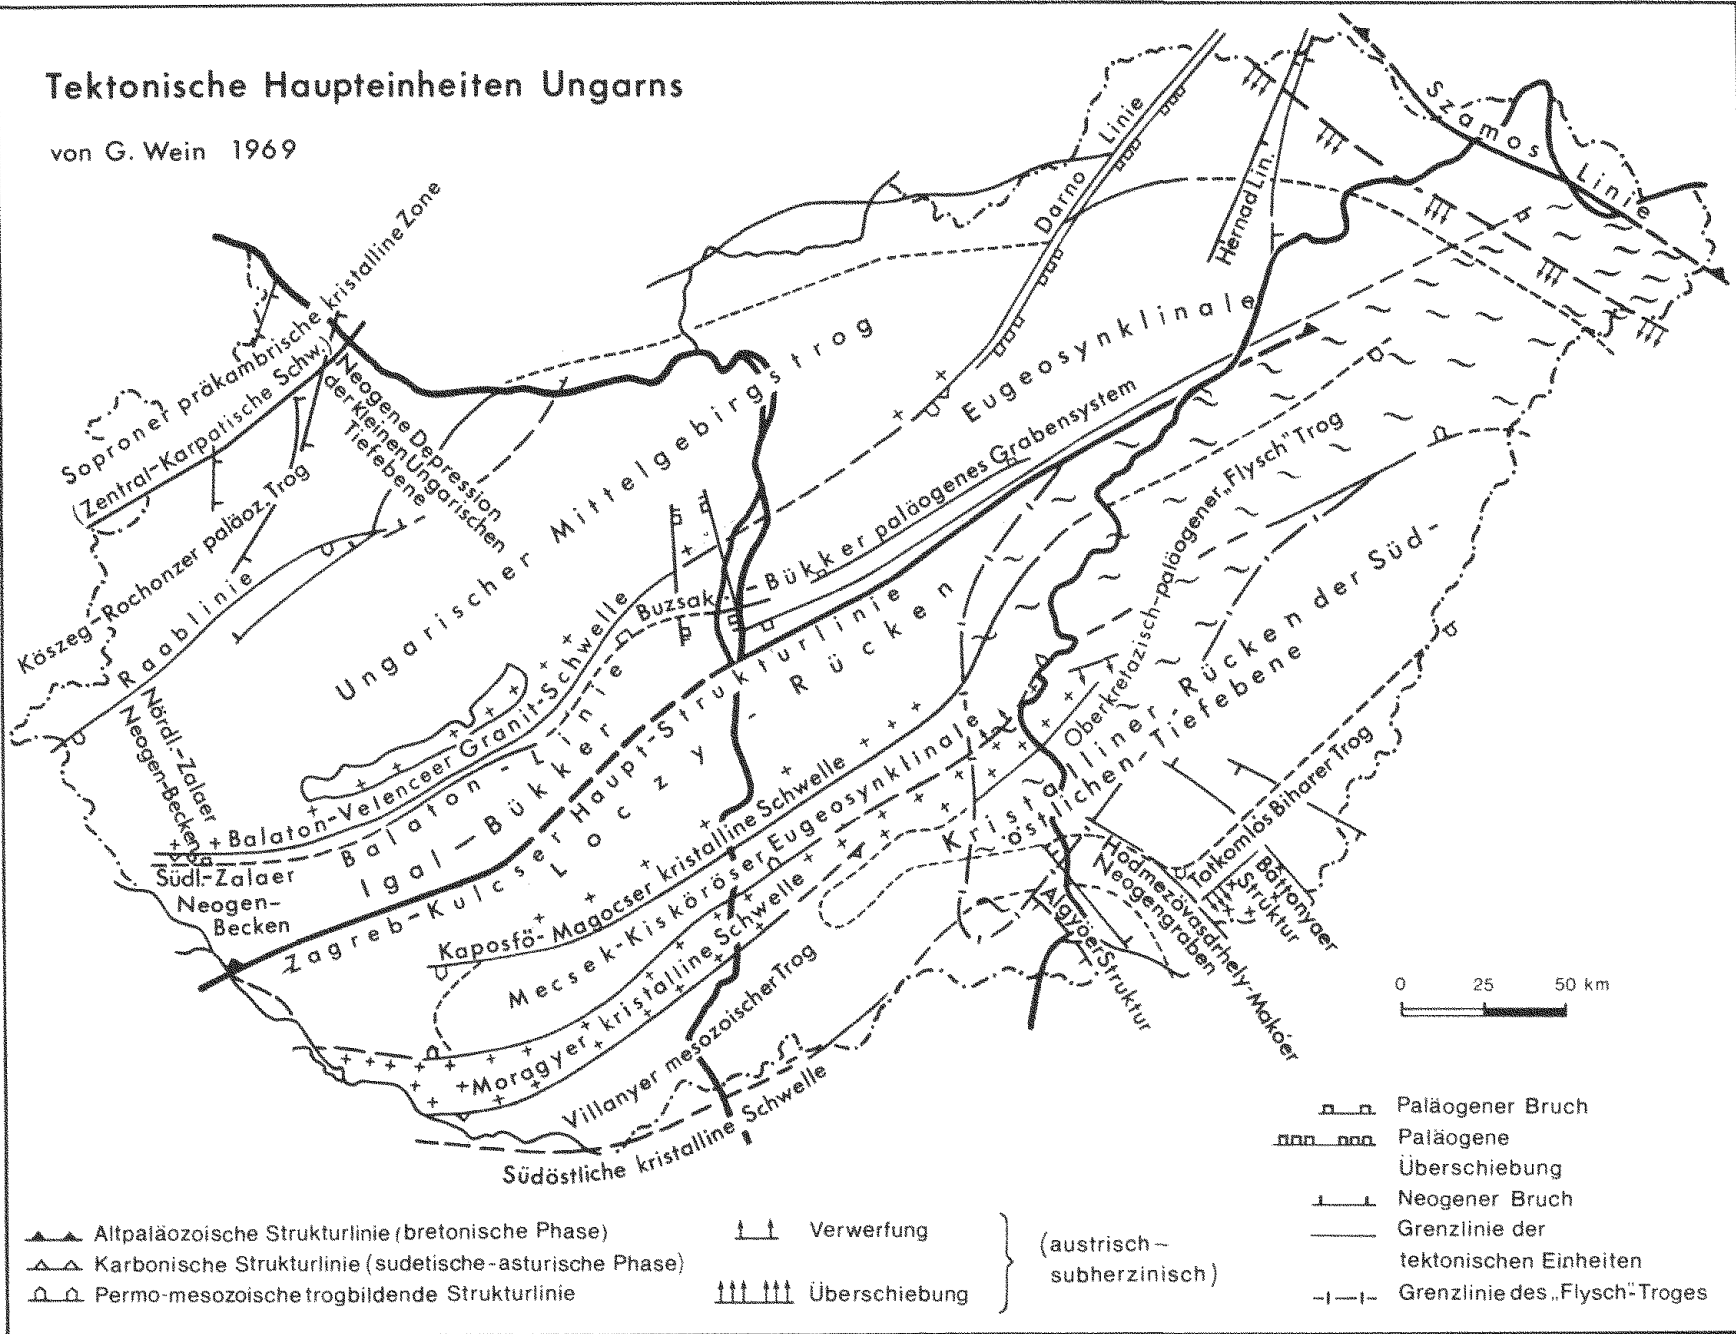 Tektonische Haupteinheiten Ungarns
von G. Wein 1969
Soproner präkambrische kristalline Zone
(Zentral-Karpatische Schw.)
Köszeg-Rochonzer paläoz. Trog
Raablinie
Neogene Depression
der kleinen Ungarischen
Tiefebene
Ungarischer Mittelgebirgstrog
Darno Linie
Hernad Lin.
Szamos Linie
Eugeosynklinale
Nördl.-Zalaer
Neogen-Becken
Balaton-Velenceer Granit-Schwelle
Balaton-Linie
Buzsak-Bükker paläogenes Grabensystem
Igal-Bükker
Südl.-Zalaer
Neogen-
Becken
Zagreb-Kulcser Haupt-Strukturlinie
Loczy-Rücken
Kaposfö-Magocser kristalline Schwelle
Mecsek-Kisköröser Eugeosynklinale
Moragyer kristalline Schwelle
Villanyer mesozoischer Trog
Südöstliche kristalline Schwelle
Oberkretazisch-paläogener „Flysch" Trog
Kristalliner-Rücken der Süd-
östlichen-Tiefebene
Totkomlós Biharer Trog
Battonyaer
Struktur
Hódmezövasdrhely-Makóer
Neogengraben
Algyöer Struktur
0 25 50 km
Altpaläozoische Strukturlinie (bretonische Phase)
Karbonische Strukturlinie (sudetische-asturische Phase)
Permo-mesozoische trogbildende Strukturlinie
Verwerfung
Überschiebung
(austrisch-
subherzinisch)
Paläogener Bruch
Paläogene
Überschiebung
Neogener Bruch
Grenzlinie der
tektonischen Einheiten
Grenzlinie des „Flysch"-Troges